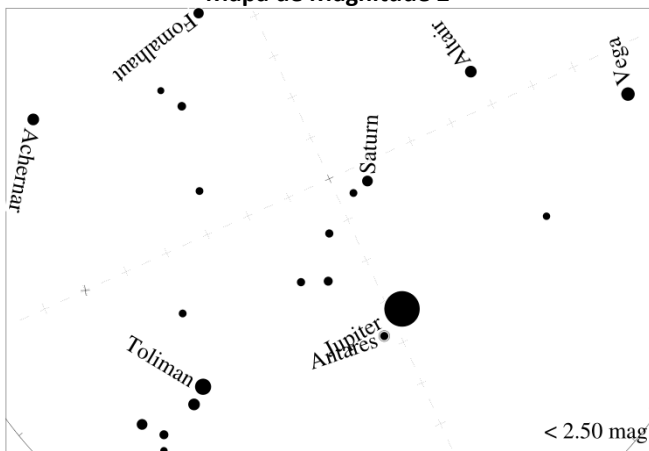 Mapa de Magnitude 2
Fomalhaut
Altair
Vega
Achernar
Saturn
Jupiter
Antares
Toliman
< 2.50 mag